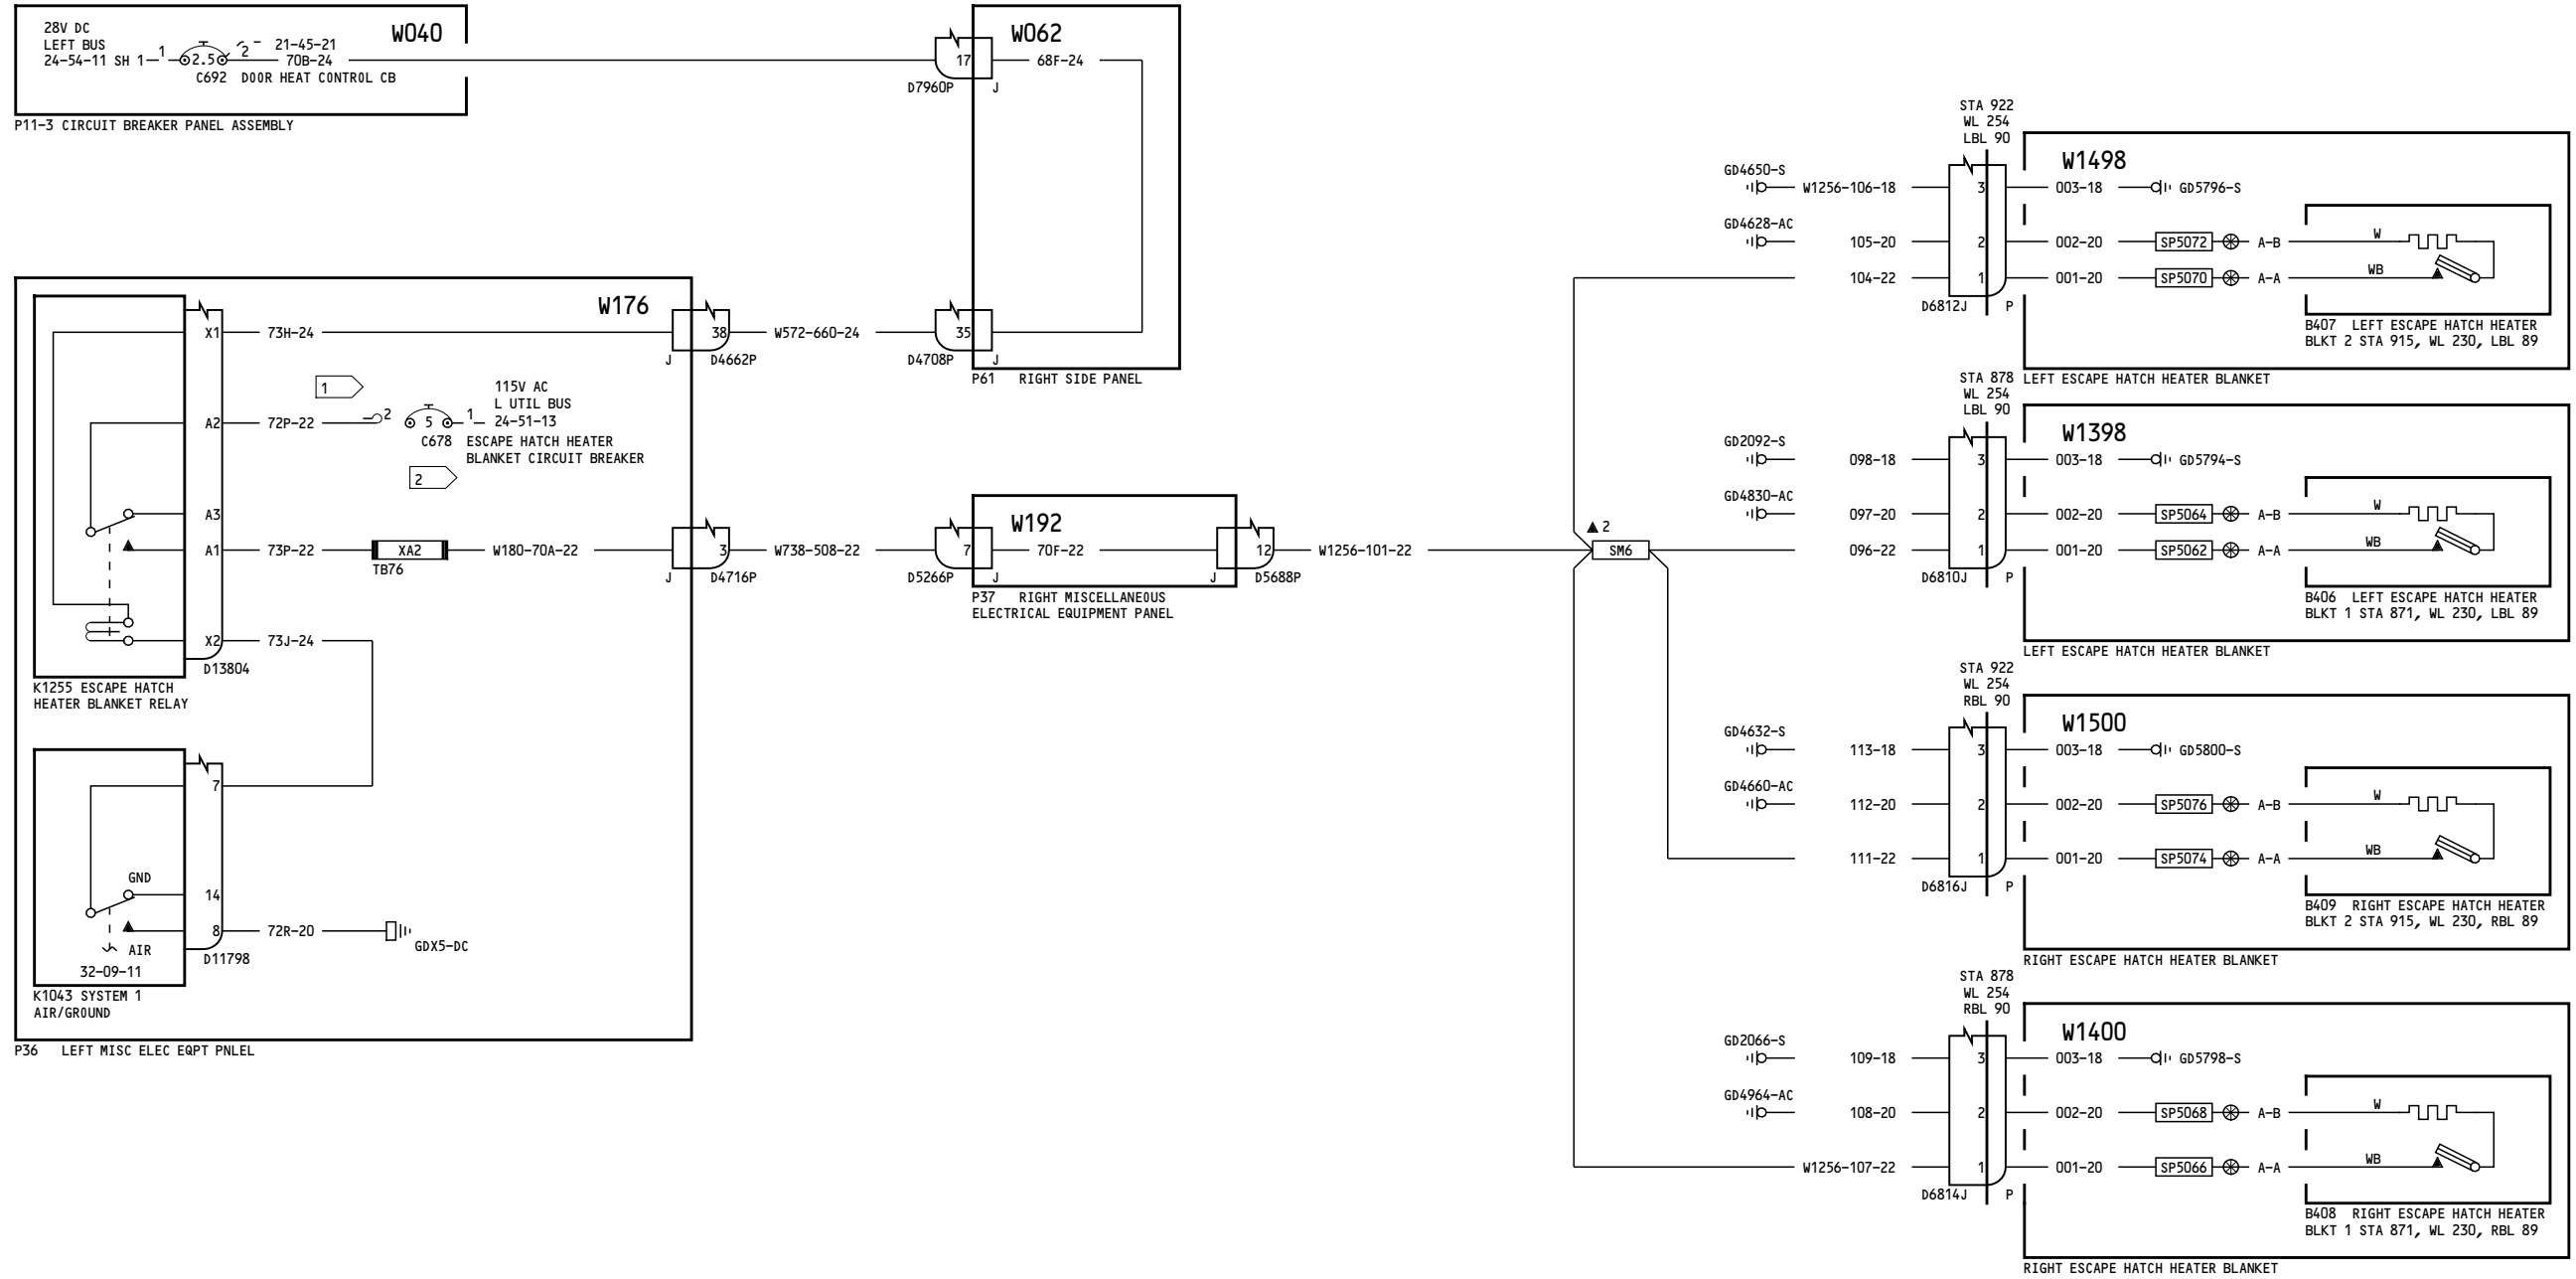 28V DC
LEFT BUS
24-54-11 SH 1
1
2.5
2
21-45-21
70B-24
C692 DOOR HEAT CONTROL CB
W040
P11-3 CIRCUIT BREAKER PANEL ASSEMBLY
17
D7960P
J
W062
68F-24
35
D4708P
J
P61 RIGHT SIDE PANEL
W176
X1
73H-24
38
J
D4662P
W572-660-24
1
115V AC
L UTIL BUS
24-51-13
A2
72P-22
2
5
1
C678 ESCAPE HATCH HEATER
BLANKET CIRCUIT BREAKER
2
A3
A1
73P-22
XA2
TB76
W180-70A-22
3
J
D4716P
W738-508-22
7
D5266P
J
W192
70F-22
12
J
D5688P
P37 RIGHT MISCELLANEOUS
ELECTRICAL EQUIPMENT PANEL
W1256-101-22
2
SM6
X2
73J-24
D13804
K1255 ESCAPE HATCH
HEATER BLANKET RELAY
7
GND
14
8
72R-20
GDX5-DC
AIR
32-09-11
D11798
K1043 SYSTEM 1
AIR/GROUND
P36 LEFT MISC ELEC EQPT PNLEL
STA 922
WL 254
LBL 90
W1498
GD4650-S
W1256-106-18
3
003-18
GD5796-S
GD4628-AC
105-20
2
002-20
SP5072
A-B
W
104-22
1
001-20
SP5070
A-A
WB
D6812J
P
B407 LEFT ESCAPE HATCH HEATER
BLKT 2 STA 915, WL 230, LBL 89
LEFT ESCAPE HATCH HEATER BLANKET
STA 878
WL 254
LBL 90
W1398
GD2092-S
098-18
3
003-18
GD5794-S
GD4830-AC
097-20
2
002-20
SP5064
A-B
W
096-22
1
001-20
SP5062
A-A
WB
D6810J
P
B406 LEFT ESCAPE HATCH HEATER
BLKT 1 STA 871, WL 230, LBL 89
LEFT ESCAPE HATCH HEATER BLANKET
STA 922
WL 254
RBL 90
W1500
GD4632-S
113-18
3
003-18
GD5800-S
GD4660-AC
112-20
2
002-20
SP5076
A-B
W
111-22
1
001-20
SP5074
A-A
WB
D6816J
P
B409 RIGHT ESCAPE HATCH HEATER
BLKT 2 STA 915, WL 230, RBL 89
RIGHT ESCAPE HATCH HEATER BLANKET
STA 878
WL 254
RBL 90
W1400
GD2066-S
109-18
3
003-18
GD5798-S
GD4964-AC
108-20
2
002-20
SP5068
A-B
W
W1256-107-22
1
001-20
SP5066
A-A
WB
D6814J
P
B408 RIGHT ESCAPE HATCH HEATER
BLKT 1 STA 871, WL 230, RBL 89
RIGHT ESCAPE HATCH HEATER BLANKET